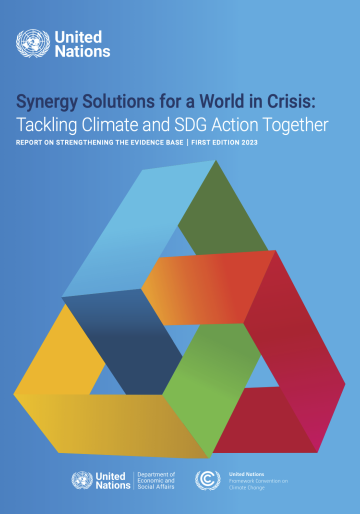 United
Nations
Synergy Solutions for a World in Crisis:
Tackling Climate and SDG Action Together
REPORT ON STRENGTHENING THE EVIDENCE BASE | FIRST EDITION 2023
United
Nations
Department of
Economic and
Social Affairs
United Nations
Framework Convention on
Climate Change